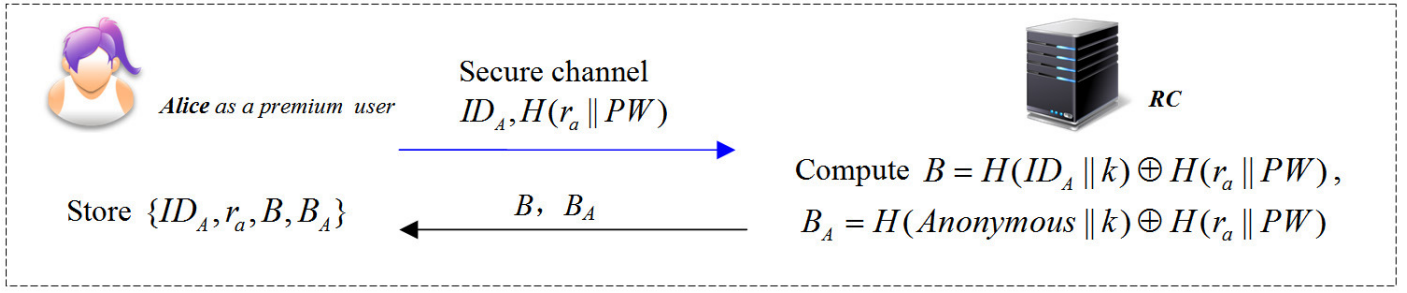 Alice as a premium user
Secure channel
ID_A, H(r_a || PW)
RC
Compute B = H(ID_A || k) ⊕ H(r_a || PW) ,
B_A = H(Anonymous || k) ⊕ H(r_a || PW)
B， B_A
Store {ID_A, r_a, B, B_A}